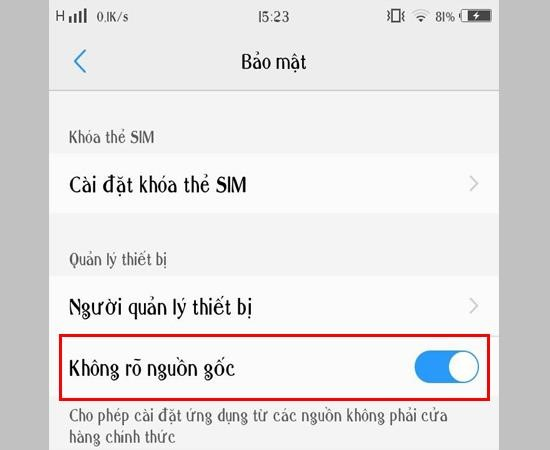 H 0.1K/s 15:23 81%
Bảo mật
Khóa thẻ SIM
Cài đặt khóa thẻ SIM
Quản lý thiết bị
Người quản lý thiết bị
Không rõ nguồn gốc
Cho phép cài đặt ứng dụng từ các nguồn không phải cửa
hàng chính thức